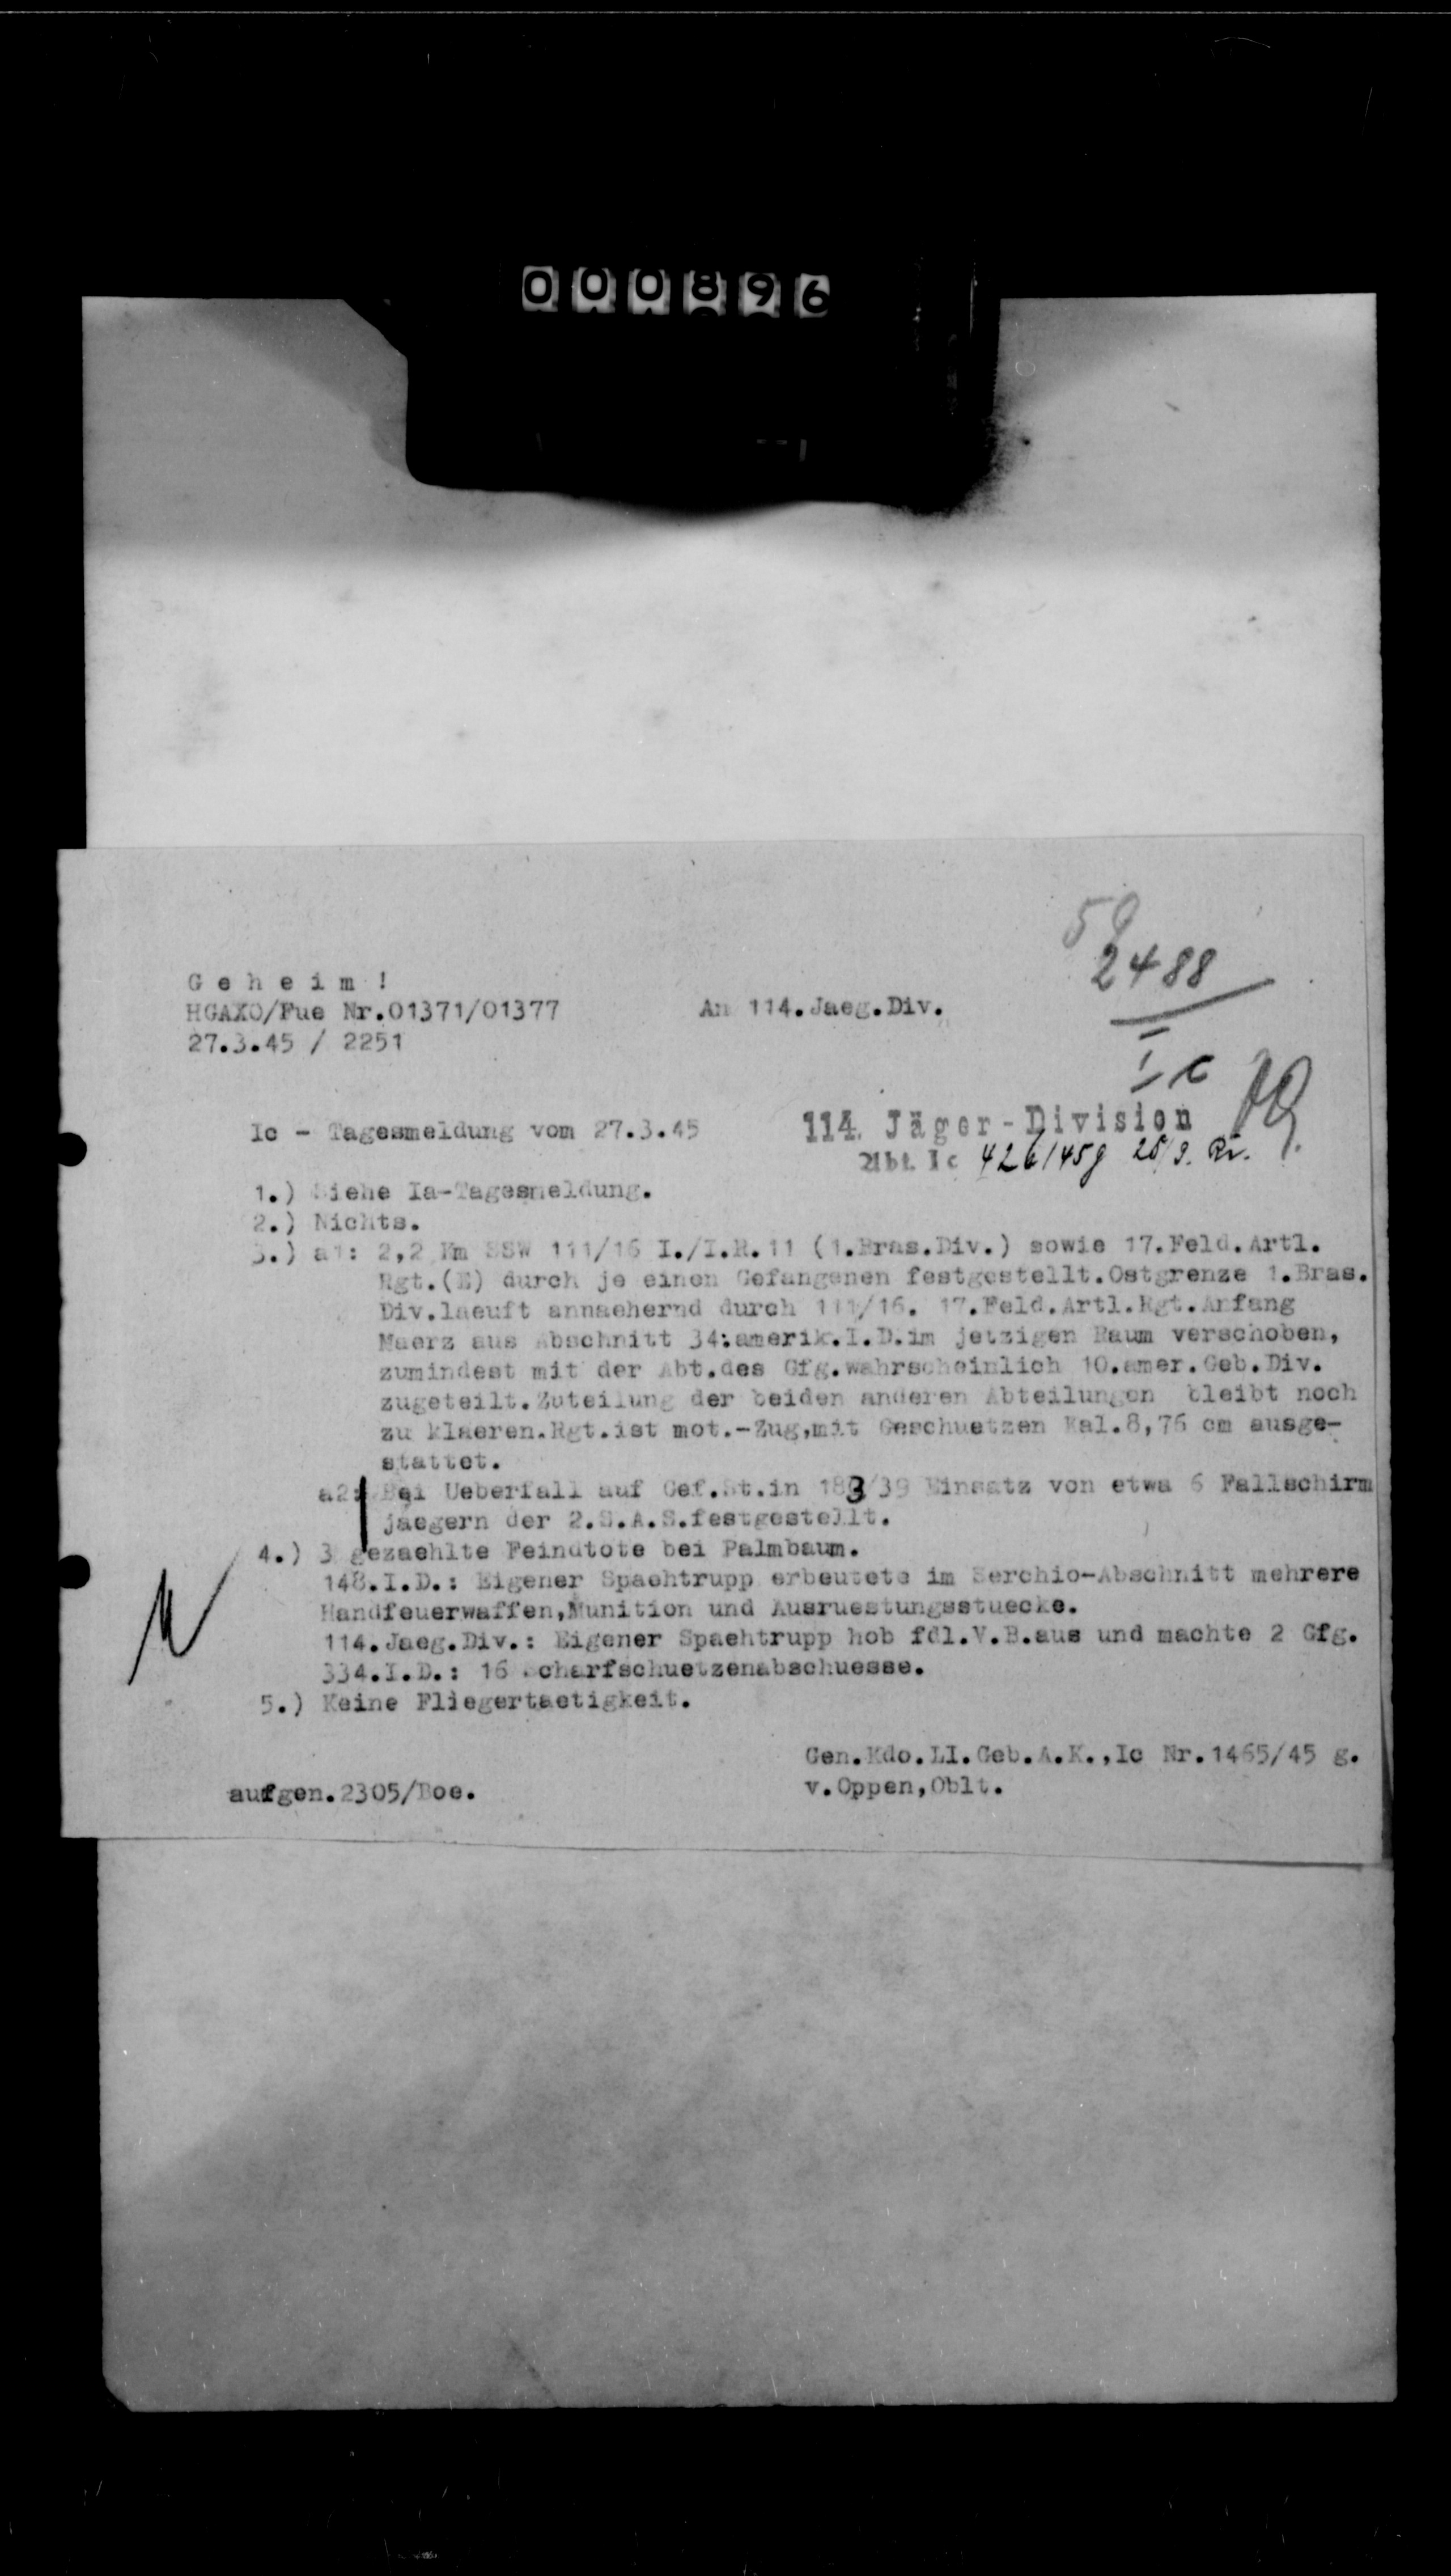 000896
59
2488
G e h e i m !
HGAXO/Fue Nr.01371/01377 An 114.Jaeg.Div.
27.3.45 / 2251
Ic
Ic - Tagesmeldung vom 27.3.45
114. Jäger-Division
Abt. Ic 426/45g 28/3.
1.) Siehe Ia-Tagesmeldung.
2.) Nichts.
3.) a1: 2,2 Km SSW 111/16 I./I.R.11 (1.Bras.Div.) sowie 17.Feld.Artl.
Rgt.(E) durch je einen Gefangenen festgestellt.Ostgrenze 1.Bras.
Div.laeuft annaehernd durch 111/16. 17.Feld.Artl.Rgt.Anfang
Maerz aus Abschnitt 34.amerik.I.D.im jetzigen Raum verschoben,
zumindest mit der Abt.des Gfg.wahrscheinlich 10.amer.Geb.Div.
zugeteilt.Zuteilung der beiden anderen Abteilungen bleibt noch
zu klaeren.Rgt.ist mot.-Zug,mit Geschuetzen Kal.8,76 cm ausge-
stattet.
a2: Bei Ueberfall auf Gef.St.in 183/39 Einsatz von etwa 6 Fallschirm
jaegern der 2.S.A.S.festgestellt.
4.) 3 gezaehlte Feindtote bei Palmbaum.
148.I.D.: Eigener Spaehtrupp erbeutete im Serchio-Abschnitt mehrere
Handfeuerwaffen,Munition und Ausruestungsstuecke.
114.Jaeg.Div.: Eigener Spaehtrupp hob fdl.V.B.aus und machte 2 Gfg.
334.I.D.: 16 Scharfschuetzenabschuesse.
5.) Keine Fliegertaetigkeit.
Gen.Kdo.LI.Geb.A.K.,Ic Nr.1465/45 g.
aufgen.2305/Boe. v.Oppen,Oblt.